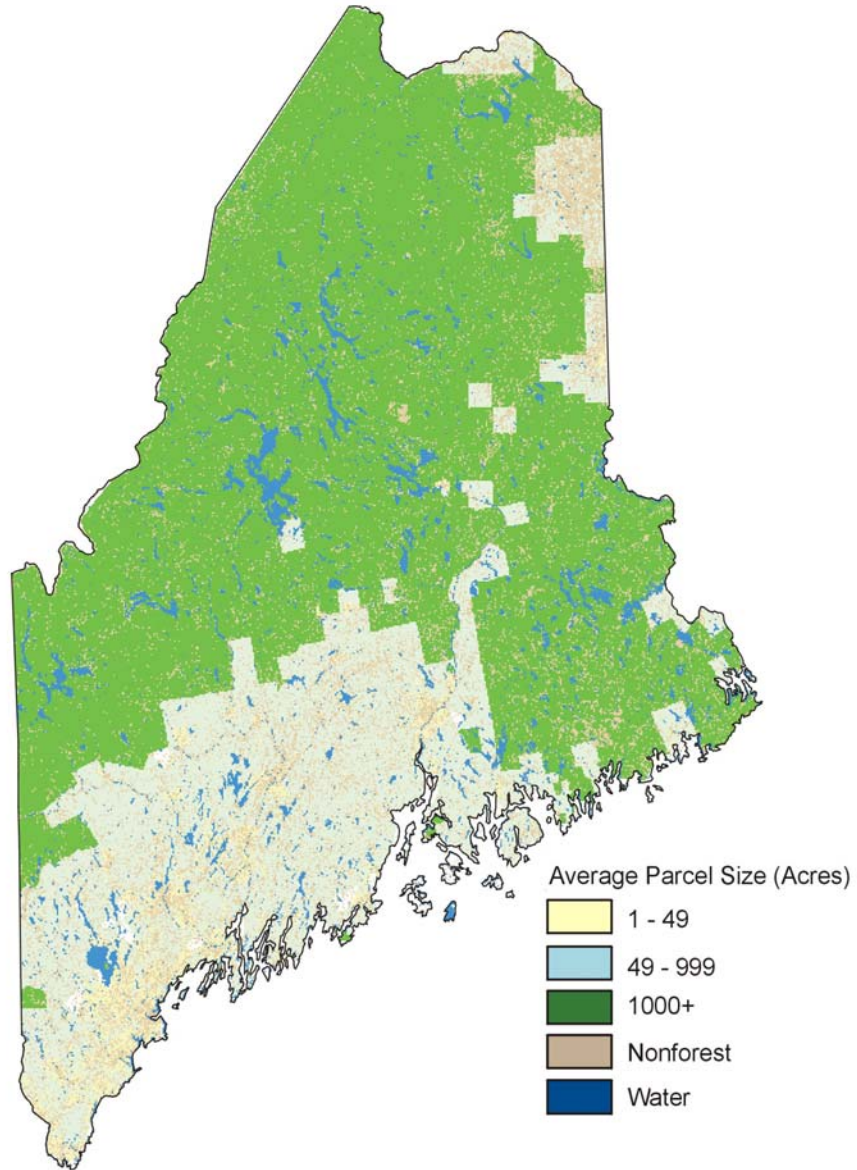 Average Parcel Size (Acres)
1 - 49
49 - 999
1000+
Nonforest
Water